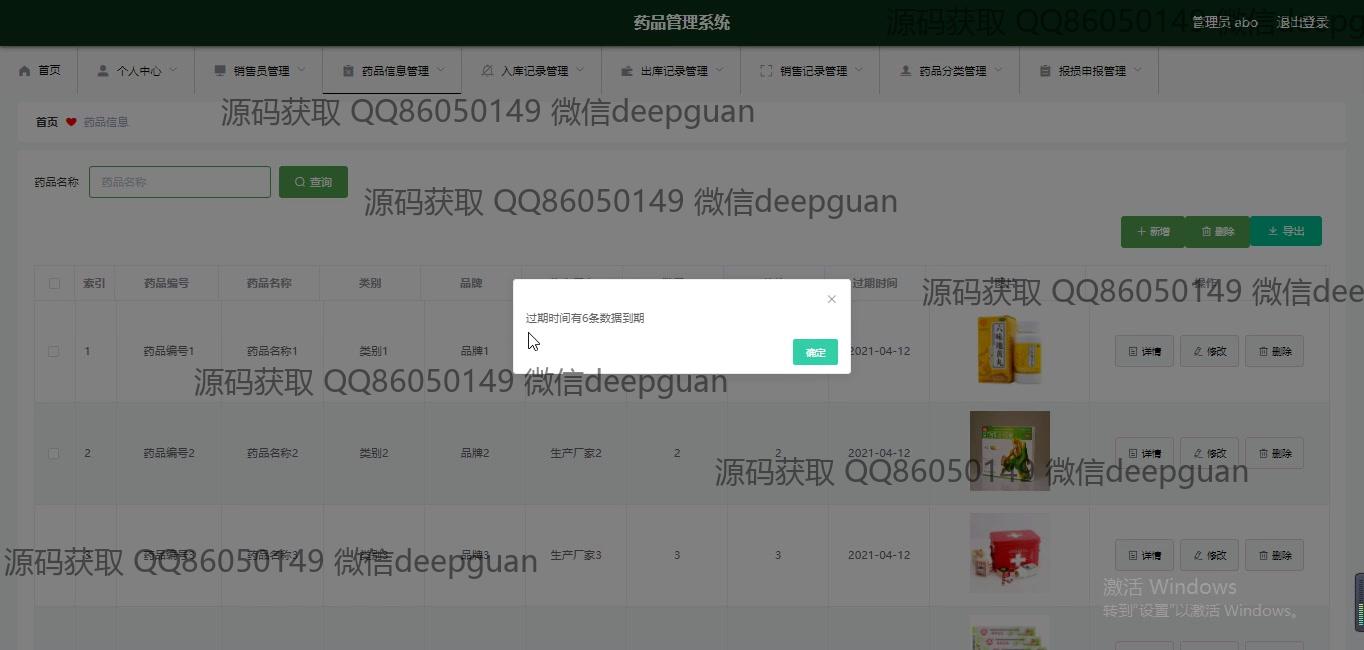 药品管理系统
管理员 abo
退出登录
源码获取 QQ86050149 微信deepguan
首页
个人中心
销售员管理
药品信息管理
入库记录管理
出库记录管理
销售记录管理
药品分类管理
报损申报管理
首页
药品信息
源码获取 QQ86050149 微信deepguan
药品名称
药品名称
查询
源码获取 QQ86050149 微信deepguan
新增
删除
导出
索引
药品编号
药品名称
类别
品牌
过期时间
源码获取 QQ86050149 微信deepguan
过期时间有6条数据到期
确定
1
药品编号1
药品名称1
类别1
品牌1
2021-04-12
详情
修改
删除
源码获取 QQ86050149 微信deepguan
2
药品编号2
药品名称2
类别2
品牌2
生产厂家2
2
2
2021-04-12
详情
修改
删除
源码获取 QQ86050149 微信deepguan
3
药品编号3
药品名称3
类别3
品牌3
生产厂家3
3
3
2021-04-12
详情
修改
删除
源码获取 QQ86050149 微信deepguan
激活 Windows
转到"设置"以激活 Windows。